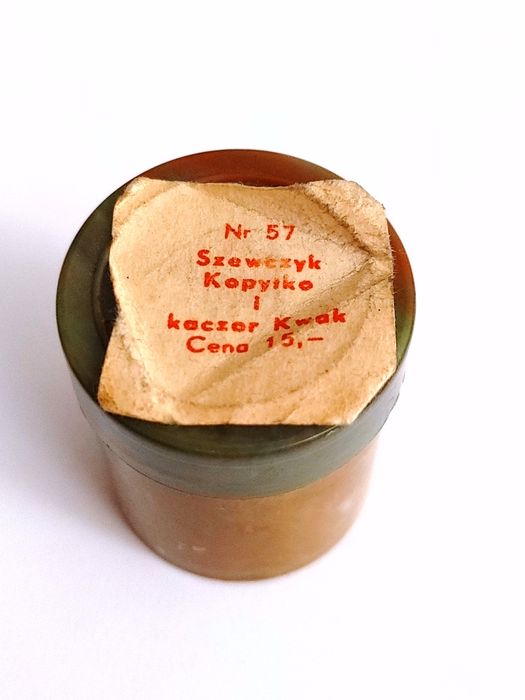 Nr 57
Szewczyk
Kopytko
i
kaczor Kwak
Cena 15,—